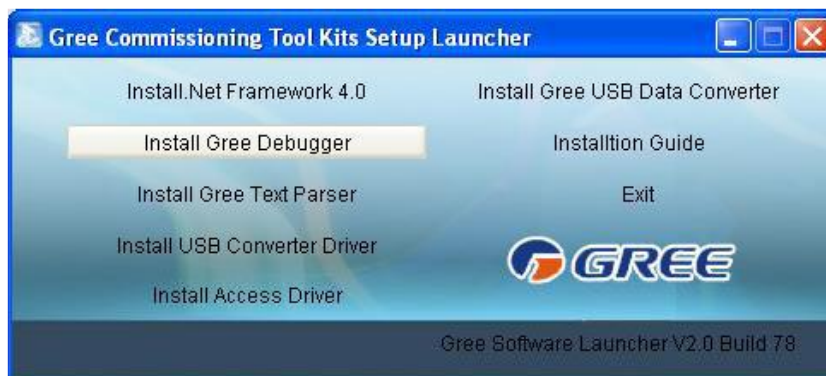 Gree Commissioning Tool Kits Setup Launcher
Install.Net Framework 4.0
Install Gree USB Data Converter
Install Gree Debugger
Installtion Guide
Install Gree Text Parser
Exit
Install USB Converter Driver
GREE
Install Access Driver
Gree Software Launcher V2.0 Build 78